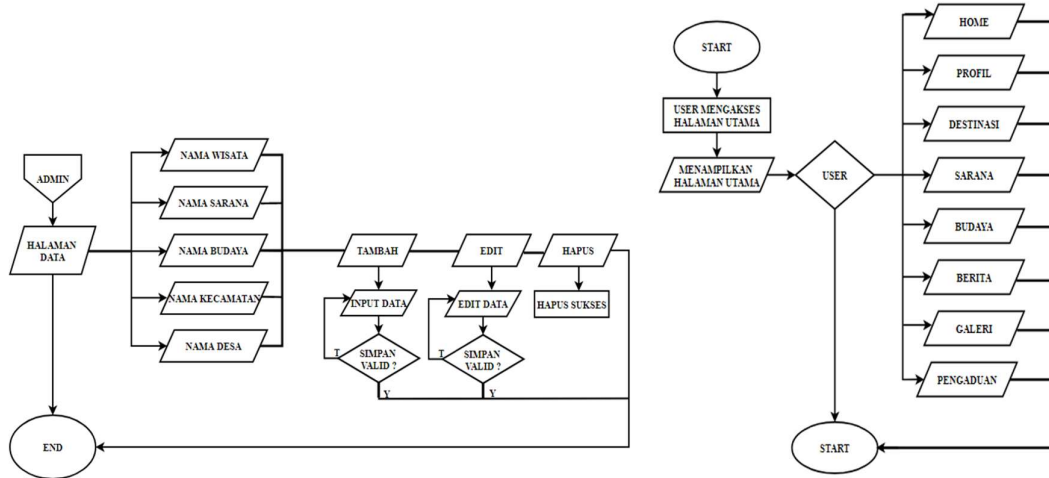 ADMIN
HALAMAN
DATA
NAMA WISATA
NAMA SARANA
NAMA BUDAYA
NAMA KECAMATAN
NAMA DESA
TAMBAH
EDIT
HAPUS
INPUT DATA
EDIT DATA
HAPUS SUKSES
T
SIMPAN
VALID ?
Y
T
SIMPAN
VALID ?
Y
END
START
USER MENGAKSES
HALAMAN UTAMA
MENAMPILKAN
HALAMAN UTAMA
USER
HOME
PROFIL
DESTINASI
SARANA
BUDAYA
BERITA
GALERI
PENGADUAN
START